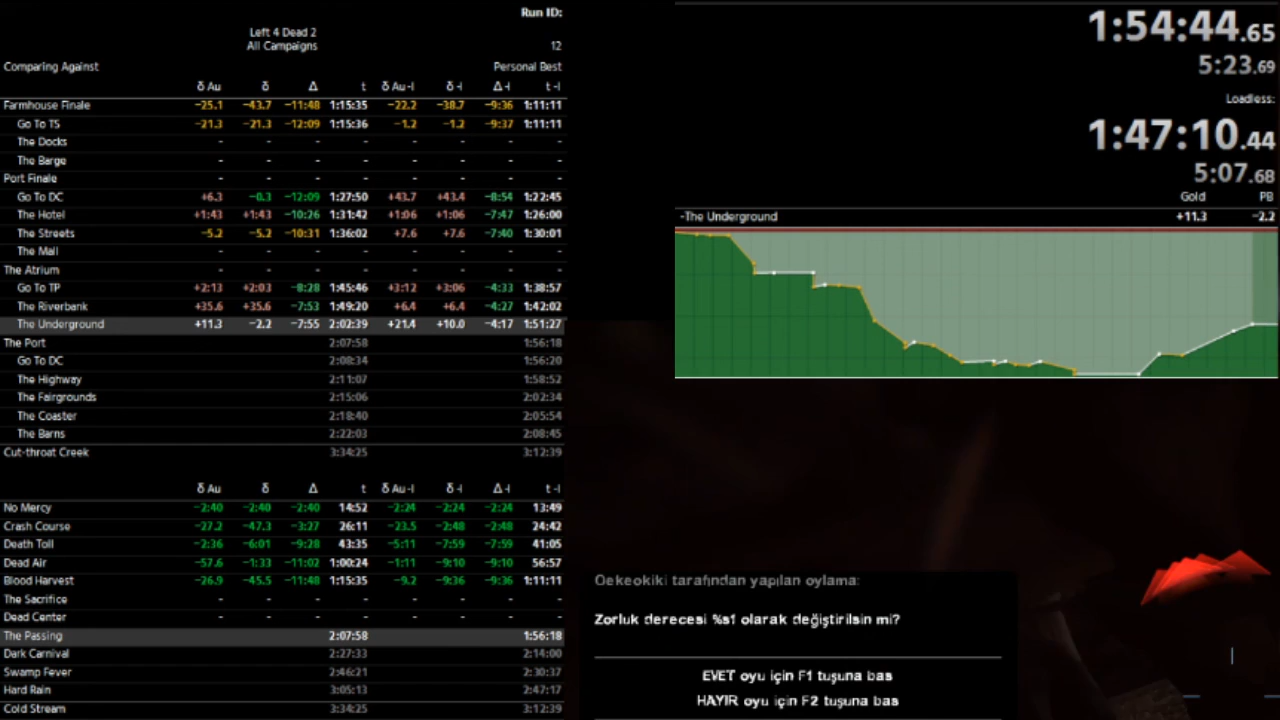 Run ID:
Left 4 Dead 2
All Campaigns
12
Comparing Against Personal Best
δ Au δ Δ t δ Au -l δ -l Δ -l t -l
Farmhouse Finale −25.1 −43.7 −11:48 1:15:35 −22.2 −38.7 −9:36 1:11:11
Go To TS −21.3 −21.3 −12:09 1:15:36 −1.2 −1.2 −9:37 1:11:11
The Docks - - - - - - - -
The Barge - - - - - - - -
Port Finale - - - - - - - -
Go To DC +6.3 −0.3 −12:09 1:27:50 +43.7 +43.4 −8:54 1:22:45
The Hotel +1:43 +1:43 −10:26 1:31:42 +1:06 +1:06 −7:47 1:26:00
The Streets −5.2 −5.2 −10:31 1:36:02 +7.6 +7.6 −7:40 1:30:01
The Mall - - - - - - - -
The Atrium - - - - - - - -
Go To TP +2:13 +2:03 −8:28 1:45:46 +3:12 +3:06 −4:33 1:38:57
The Riverbank +35.6 +35.6 −7:53 1:49:20 +6.4 +6.4 −4:27 1:42:02
The Underground +11.3 −2.2 −7:55 2:02:39 +21.4 +10.0 −4:17 1:51:27
The Port 2:07:58 1:56:18
Go To DC 2:08:34 1:56:20
The Highway 2:11:07 1:58:52
The Fairgrounds 2:15:06 2:02:34
The Coaster 2:18:40 2:05:54
The Barns 2:22:03 2:08:45
Cut-throat Creek 3:34:25 3:12:39
δ Au δ Δ t δ Au -l δ -l Δ -l t -l
No Mercy −2:40 −2:40 −2:40 14:52 −2:24 −2:24 −2:24 13:49
Crash Course −27.2 −47.3 −3:27 26:11 −23.5 −2:48 −2:48 24:42
Death Toll −2:36 −6:01 −9:28 43:35 −5:11 −7:59 −7:59 41:05
Dead Air −57.6 −1:33 −11:02 1:00:24 −1:11 −9:10 −9:10 56:57
Blood Harvest −26.9 −45.5 −11:48 1:15:35 −9.2 −9:36 −9:36 1:11:11
The Sacrifice - - - - - - - -
Dead Center - - - - - - - -
The Passing 2:07:58 1:56:18
Dark Carnival 2:27:33 2:14:00
Swamp Fever 2:46:21 2:30:37
Hard Rain 3:05:13 2:47:17
Cold Stream 3:34:25 3:12:39
1:54:44.65
5:23.69
Loadless:
1:47:10.44
5:07.68
Gold PB
-The Underground +11.3 −2.2
Oekeokiki tarafından yapılan oylama:
Zorluk derecesi %s1 olarak değiştirilsin mi?
EVET oyu için F1 tuşuna bas
HAYIR oyu için F2 tuşuna bas